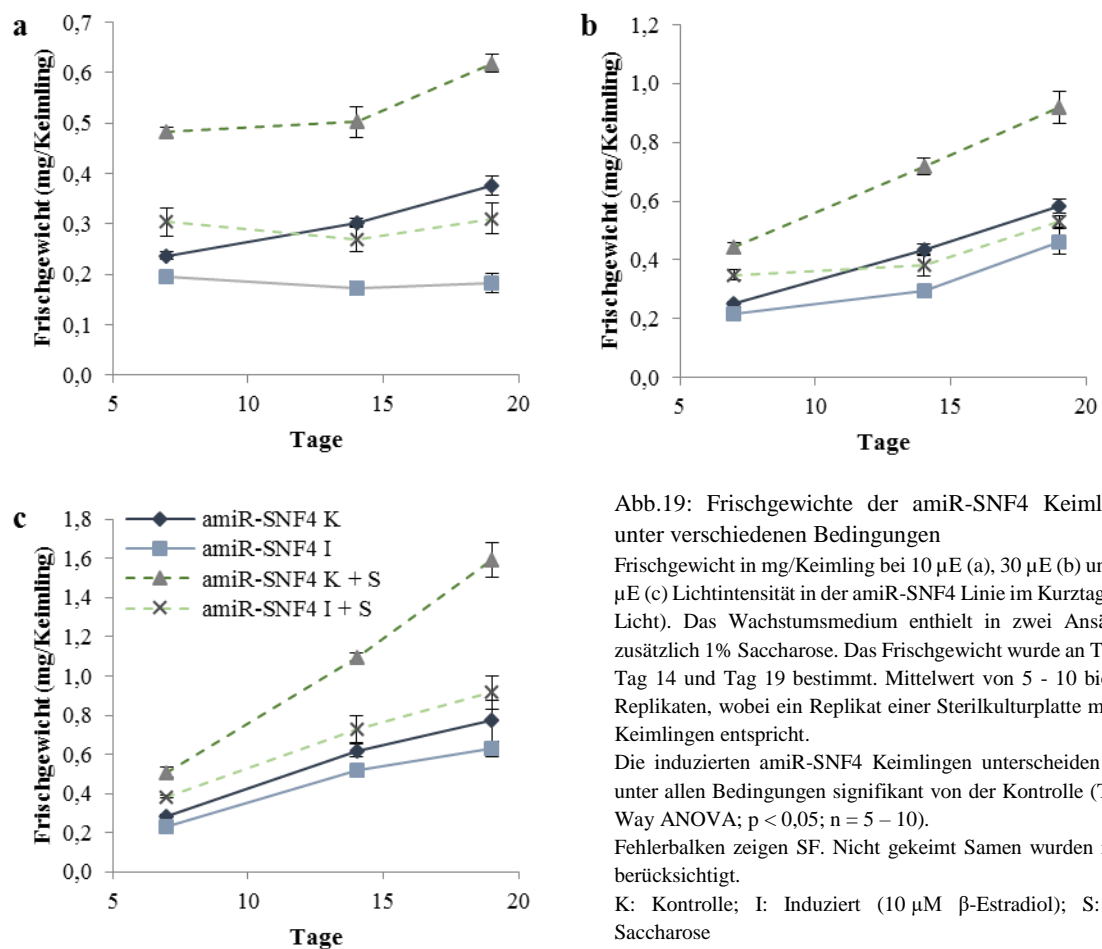 a
0,7
0,6
0,5
0,4
0,3
0,2
0,1
0,0
Frischgewicht (mg/Keimling)
5
10
15
20
Tage
b
1,2
1,0
0,8
0,6
0,4
0,2
0,0
Frischgewicht (mg/Keimling)
5
10
15
20
Tage
c
1,8
1,6
1,4
1,2
1,0
0,8
0,6
0,4
0,2
0,0
Frischgewicht (mg/Keimling)
amiR-SNF4 K
amiR-SNF4 I
amiR-SNF4 K + S
amiR-SNF4 I + S
5
10
15
20
Tage
Abb.19: Frischgewichte der amiR-SNF4 Keiml
unter verschiedenen Bedingungen
Frischgewicht in mg/Keimling bei 10 µE (a), 30 µE (b) un
µE (c) Lichtintensität in der amiR-SNF4 Linie im Kurztag
Licht). Das Wachstumsmedium enthielt in zwei Ansä
zusätzlich 1% Saccharose. Das Frischgewicht wurde an T
Tag 14 und Tag 19 bestimmt. Mittelwert von 5 - 10 bio
Replikaten, wobei ein Replikat einer Sterilkulturplatte m
Keimlingen entspricht.
Die induzierten amiR-SNF4 Keimlingen unterscheiden
unter allen Bedingungen signifikant von der Kontrolle (T
Way ANOVA; p < 0,05; n = 5 – 10).
Fehlerbalken zeigen SF. Nicht gekeimt Samen wurden
berücksichtigt.
K: Kontrolle; I: Induziert (10 µM β-Estradiol); S:
Saccharose